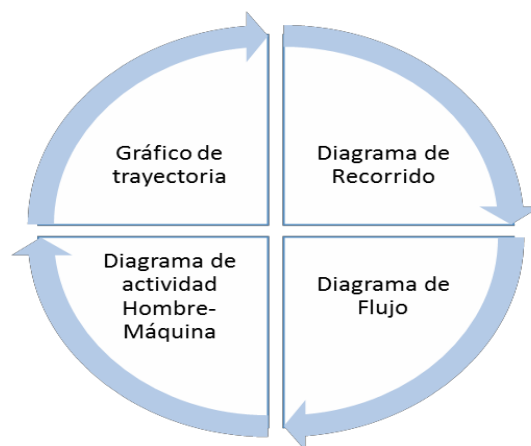 Gráfico de
trayectoria
Diagrama de
Recorrido
Diagrama de
actividad
Hombre-
Máquina
Diagrama de
Flujo